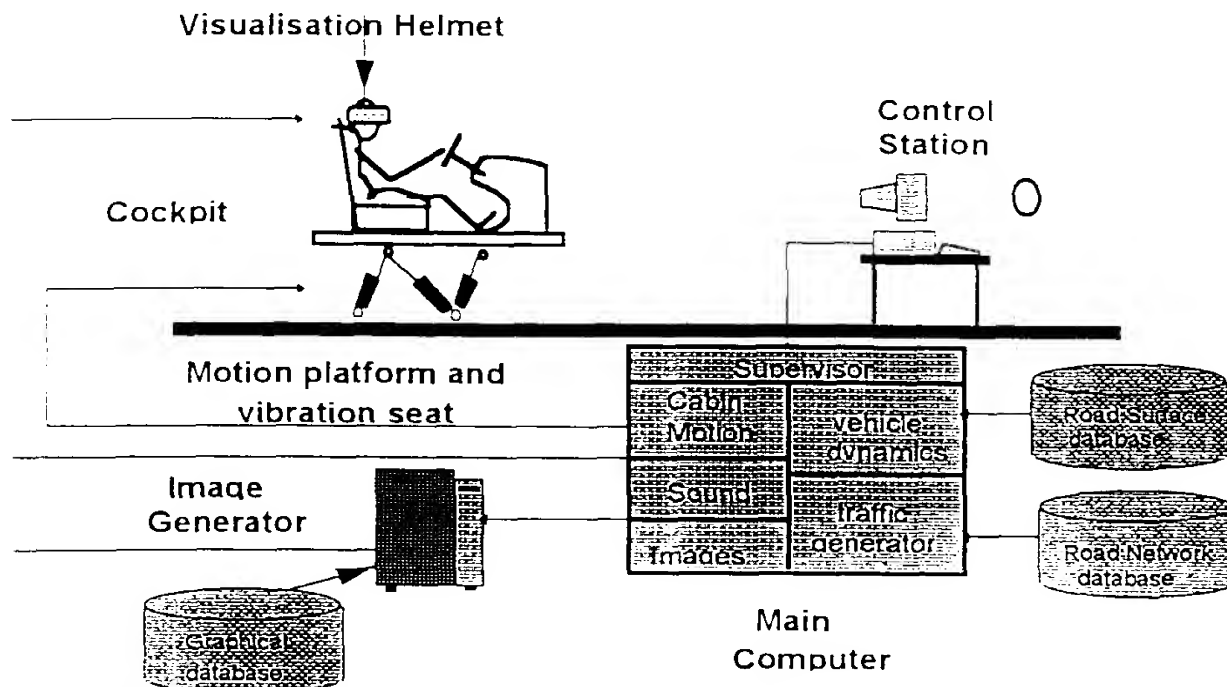 Visualisation Helmet
Control
Station
Cockpit
Motion platform and
vibration seat
Supervisor
Cabin
Motion
vehicle
dynamics
Road Surface
database
Image
Generator
Sound
Images
traffic
generator
Road Network
database
Graphical
database
Main
Computer